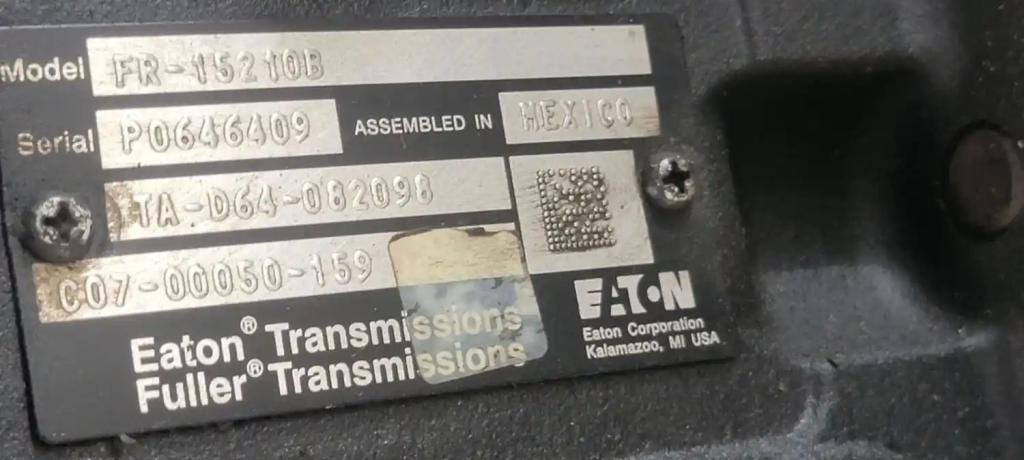 Model FR-15210B
Serial P0646409 ASSEMBLED IN MEXICO
TA-D64-082098
C07-00050-159
Eaton® Transmissions
Fuller® Transmissions
EATON
Eaton Corporation
Kalamazoo, MI USA